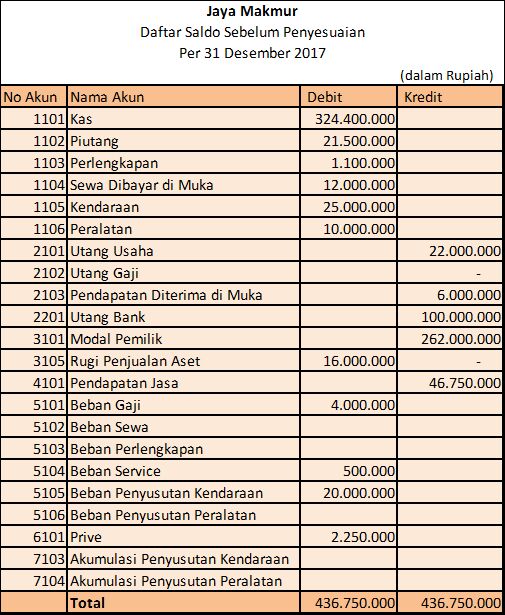 Jaya Makmur
Daftar Saldo Sebelum Penyesuaian
Per 31 Desember 2017
(dalam Rupiah)
No Akun Nama Akun Debit Kredit
1101 Kas 324.400.000
1102 Piutang 21.500.000
1103 Perlengkapan 1.100.000
1104 Sewa Dibayar di Muka 12.000.000
1105 Kendaraan 25.000.000
1106 Peralatan 10.000.000
2101 Utang Usaha 22.000.000
2102 Utang Gaji -
2103 Pendapatan Diterima di Muka 6.000.000
2201 Utang Bank 100.000.000
3101 Modal Pemilik 262.000.000
3105 Rugi Penjualan Aset 16.000.000 -
4101 Pendapatan Jasa 46.750.000
5101 Beban Gaji 4.000.000
5102 Beban Sewa
5103 Beban Perlengkapan
5104 Beban Service 500.000
5105 Beban Penyusutan Kendaraan 20.000.000
5106 Beban Penyusutan Peralatan
6101 Prive 2.250.000
7103 Akumulasi Penyusutan Kendaraan
7104 Akumulasi Penyusutan Peralatan
Total 436.750.000 436.750.000